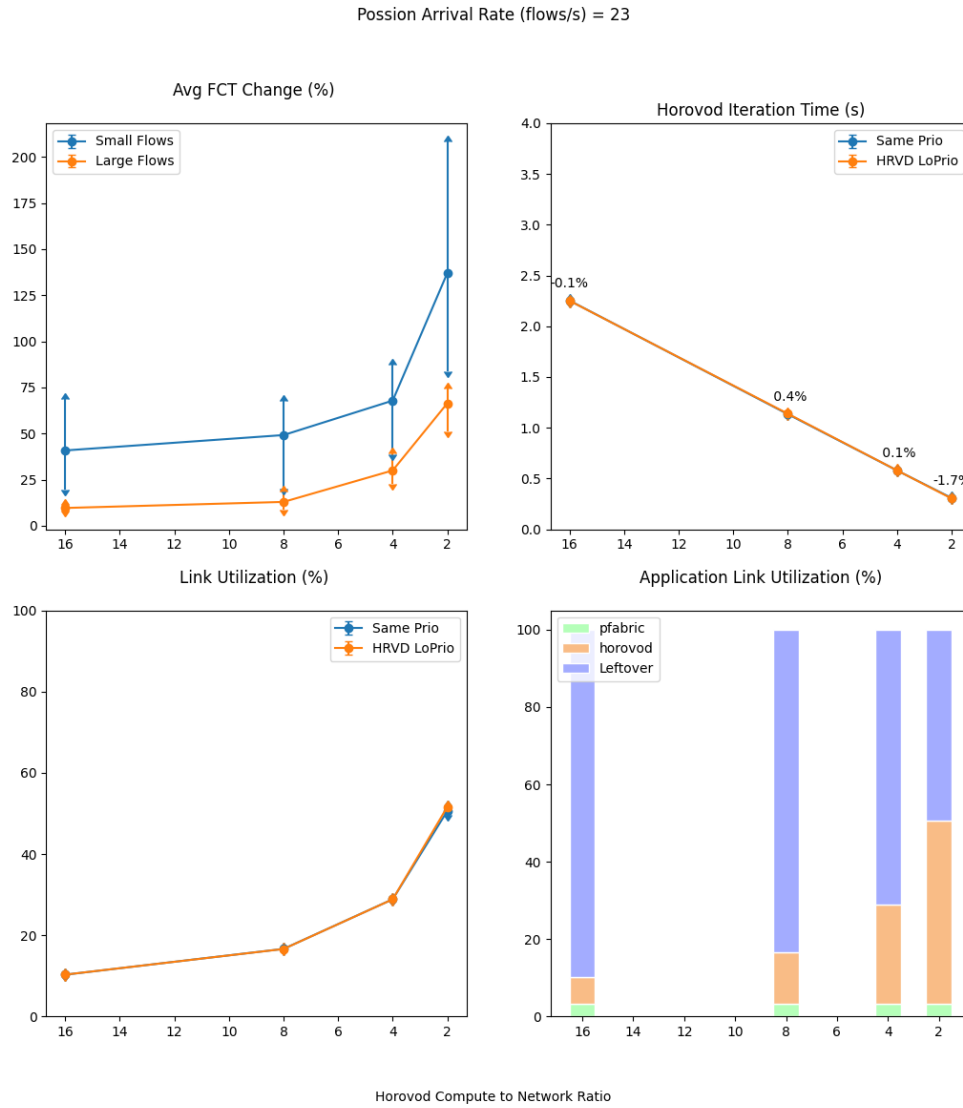 Possion Arrival Rate (flows/s) = 23
Avg FCT Change (%)
Small Flows
Large Flows
200
175
150
125
100
75
50
25
0
16 14 12 10 8 6 4 2
Horovod Iteration Time (s)
Same Prio
HRVD LoPrio
4.0
3.5
3.0
2.5
2.0
1.5
1.0
0.5
0.0
-0.1%
0.4%
0.1%
-1.7%
16 14 12 10 8 6 4 2
Link Utilization (%)
Same Prio
HRVD LoPrio
100
80
60
40
20
0
16 14 12 10 8 6 4 2
Application Link Utilization (%)
pfabric
horovod
Leftover
100
80
60
40
20
0
16 14 12 10 8 6 4 2
Horovod Compute to Network Ratio